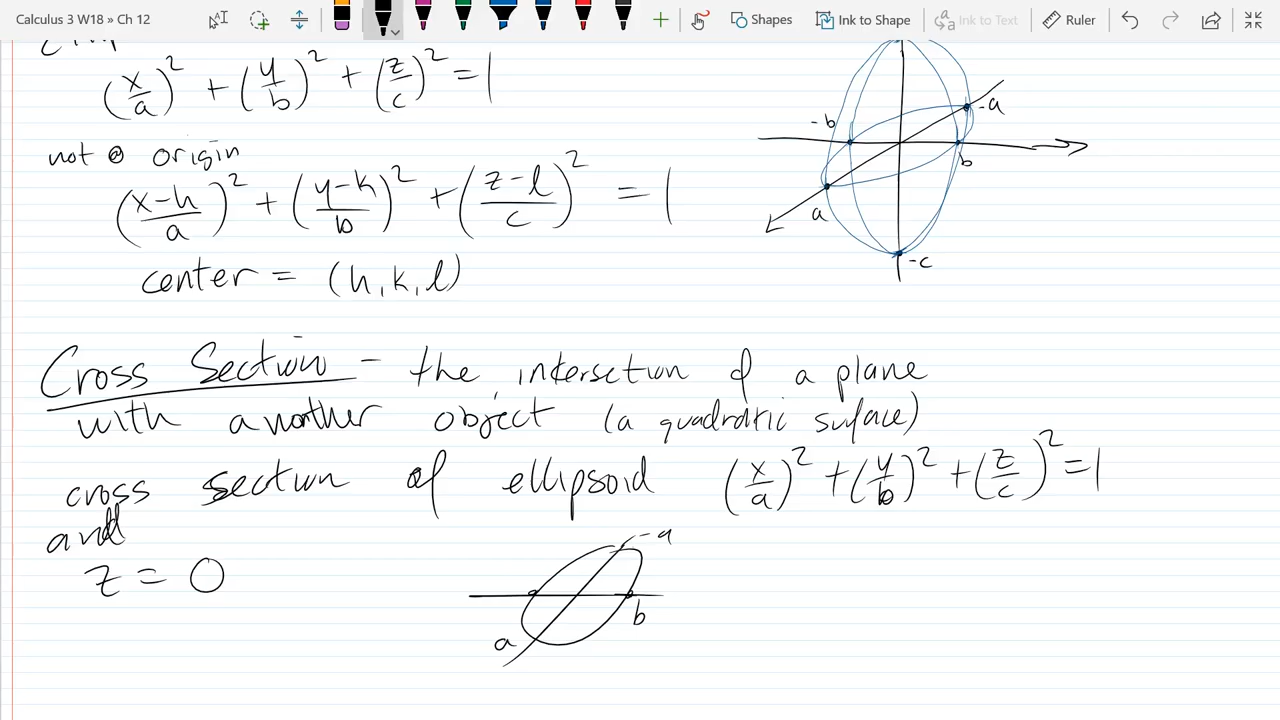 Calculus 3 W18 » Ch 12
Shapes
Ink to Shape
Ink to Text
Ruler
(x/a)² + (y/b)² + (z/c)² = 1
not @ origin
((x-h)/a)² + ((y-k)/b)² + ((z-l)/c)² = 1
center = (h, k, l)
-a
-b
b
a
-c
Cross Section - the intersction of a plane
with a another object (a quadratic surface)
cross section of ellipsoid (x/a)² + (y/b)² + (z/c)² = 1
and
z = 0
-a
b
a